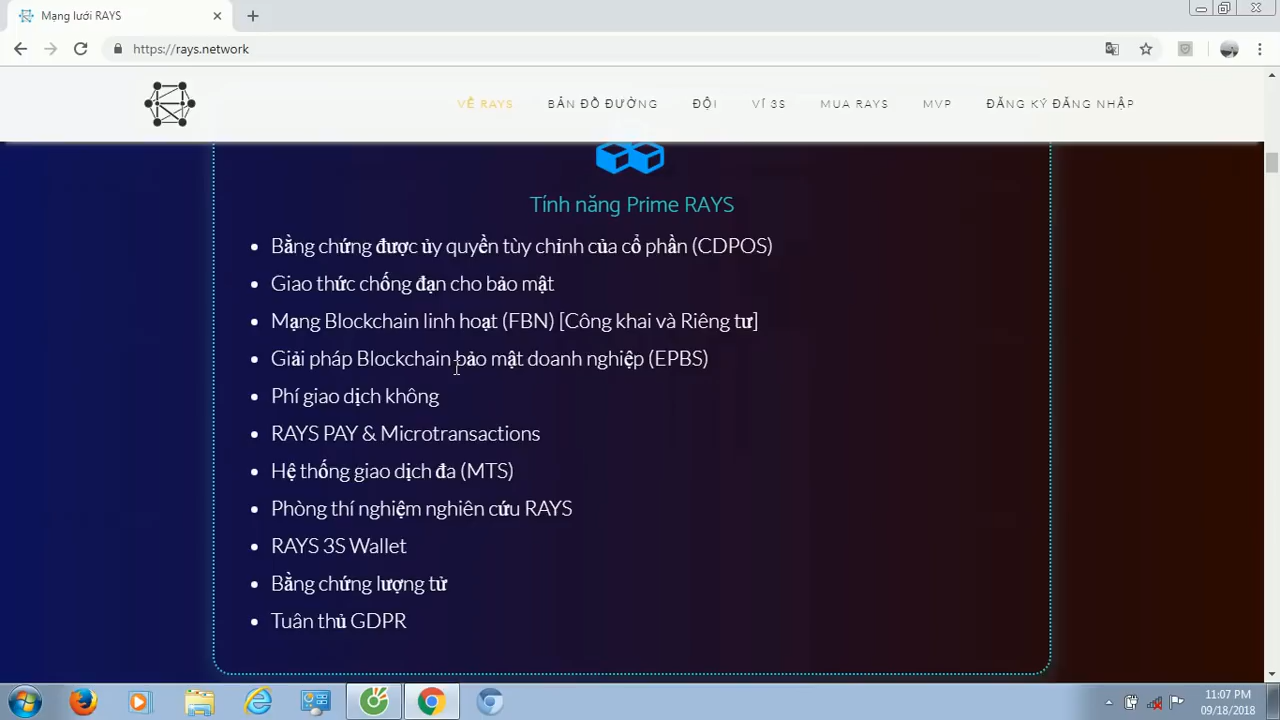 Mạng lưới RAYS
https://rays.network
VỀ RAYS BẢN ĐỒ ĐƯỜNG ĐỘI VÍ 3S MUA RAYS MVP ĐĂNG KÝ ĐĂNG NHẬP
Tính năng Prime RAYS
Bằng chứng được ủy quyền tùy chỉnh của cổ phần (CDPOS)
Giao thức chống đạn cho bảo mật
Mạng Blockchain linh hoạt (FBN) [Công khai và Riêng tư]
Giải pháp Blockchain bảo mật doanh nghiệp (EPBS)
Phí giao dịch không
RAYS PAY & Microtransactions
Hệ thống giao dịch đa (MTS)
Phòng thí nghiệm nghiên cứu RAYS
RAYS 3S Wallet
Bằng chứng lượng tử
Tuân thủ GDPR
11:07 PM
09/18/2018